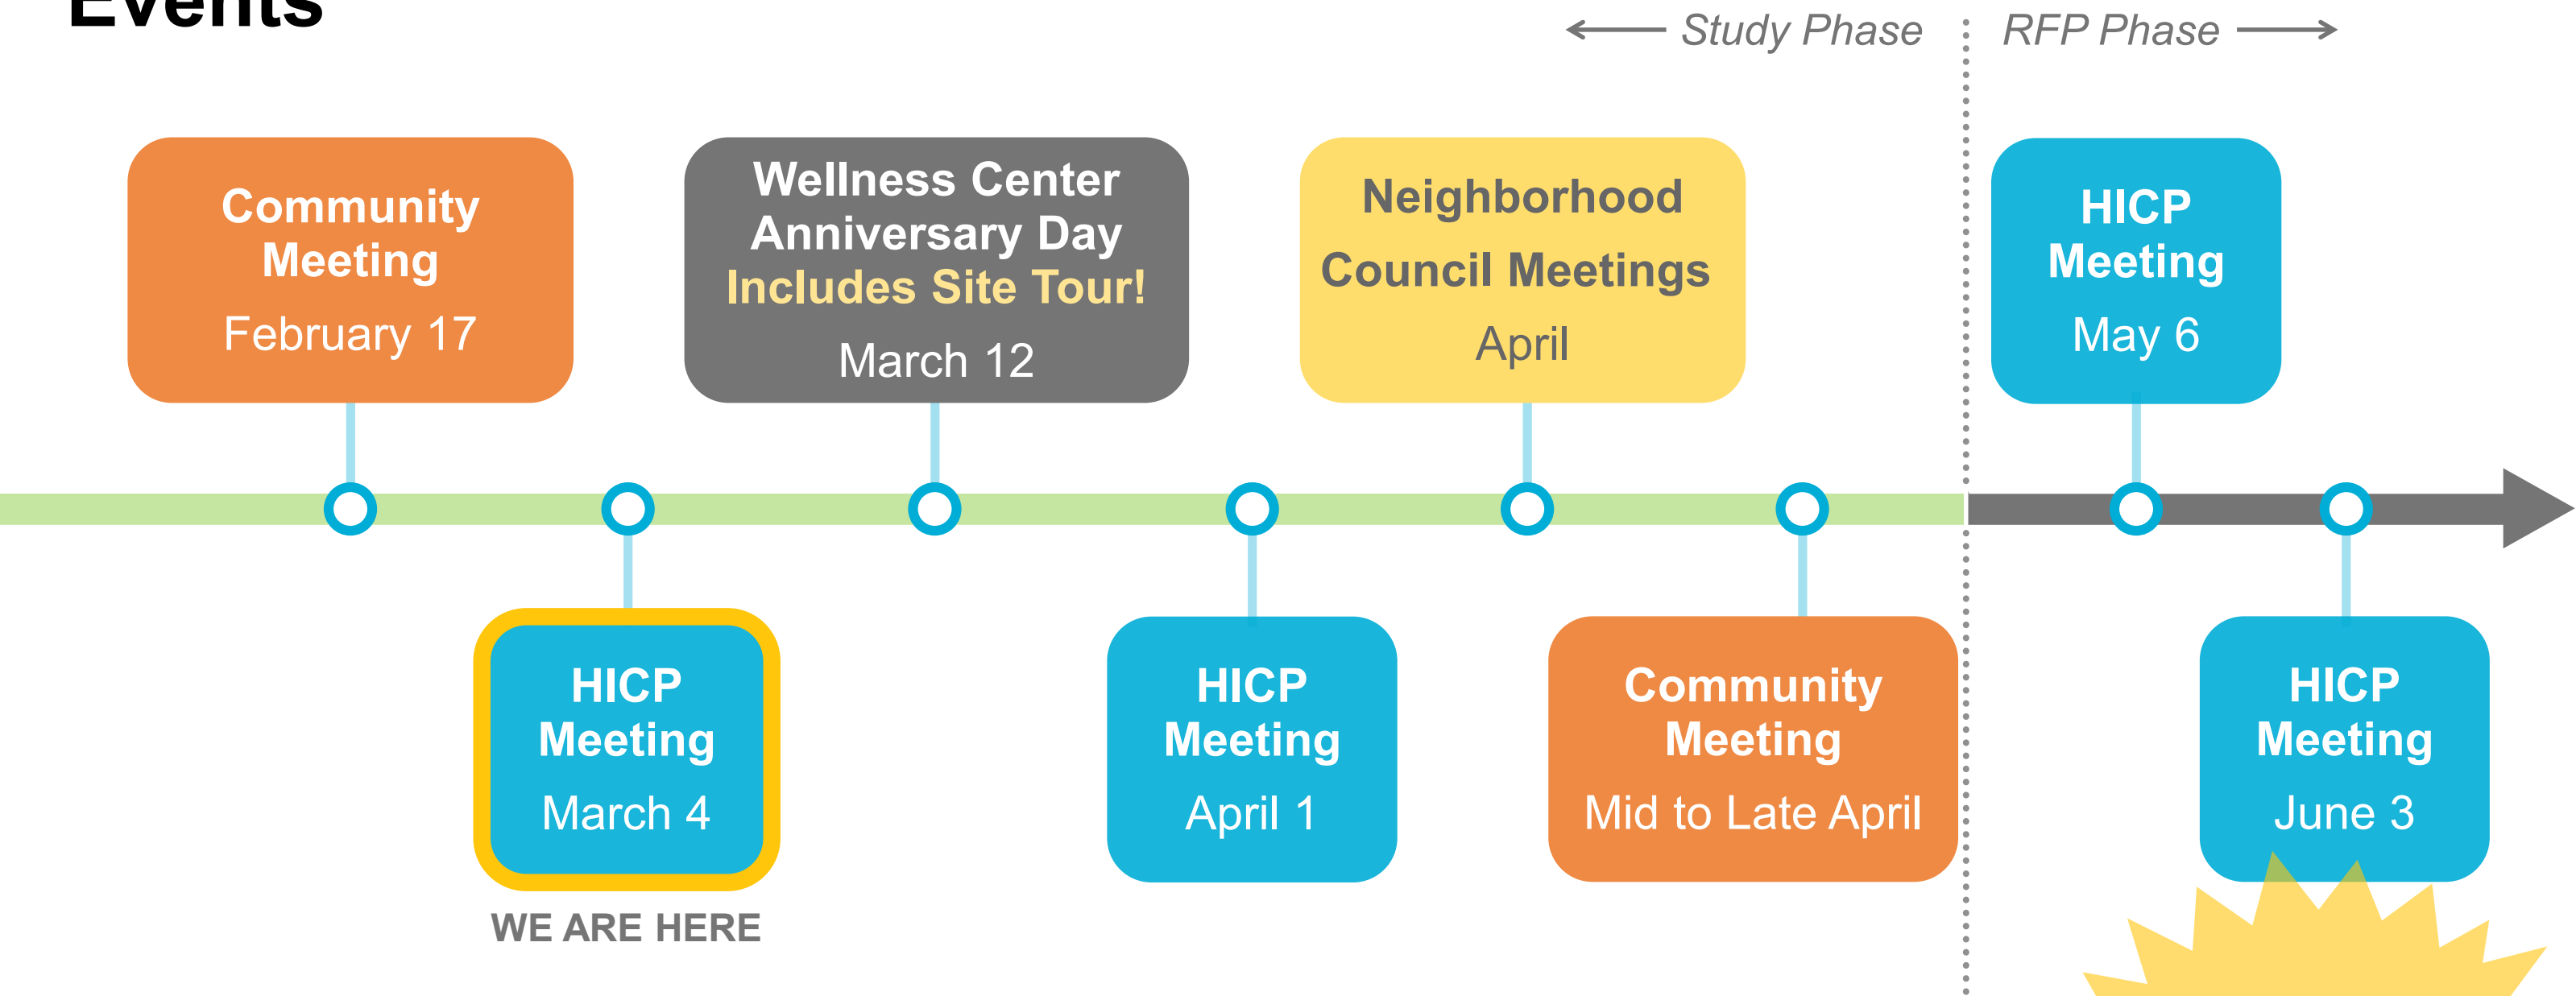 Events
Study Phase
RFP Phase
Community
Meeting
February 17
Wellness Center
Anniversary Day
Includes Site Tour!
March 12
Neighborhood
Council Meetings
April
HICP
Meeting
May 6
HICP
Meeting
March 4
WE ARE HERE
HICP
Meeting
April 1
Community
Meeting
Mid to Late April
HICP
Meeting
June 3